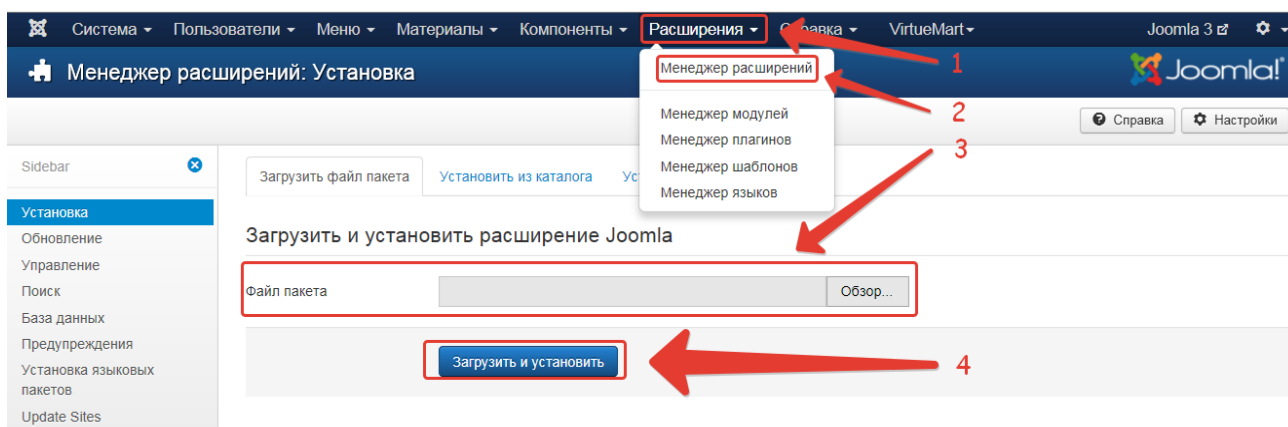 Система Пользователи Меню Материалы Компоненты Расширения Справка VirtueMart Joomla 3
1
Менеджер расширений: Установка
Joomla!
Менеджер расширений
2
Менеджер модулей
Справка Настройки
Менеджер плагинов
3
Менеджер шаблонов
Менеджер языков
Sidebar
Загрузить файл пакета Установить из каталога Ус
Установка
Обновление
Управление
Поиск
База данных
Предупреждения
Установка языковых
пакетов
Update Sites
Загрузить и установить расширение Joomla
Файл пакета Обзор...
Загрузить и установить
4